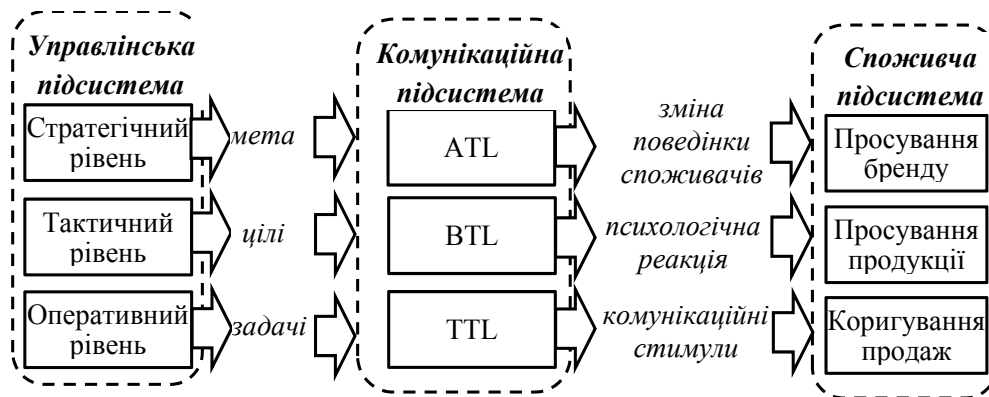 Управлінська
підсистема
Стратегічний
рівень
Тактичний
рівень
Оперативний
рівень
мета
цілі
задачі
Комунікаційна
підсистема
ATL
BTL
TTL
зміна
поведінки
споживачів
психологічна
реакція
комунікаційні
стимули
Споживча
підсистема
Просування
бренду
Просування
продукції
Коригування
продаж